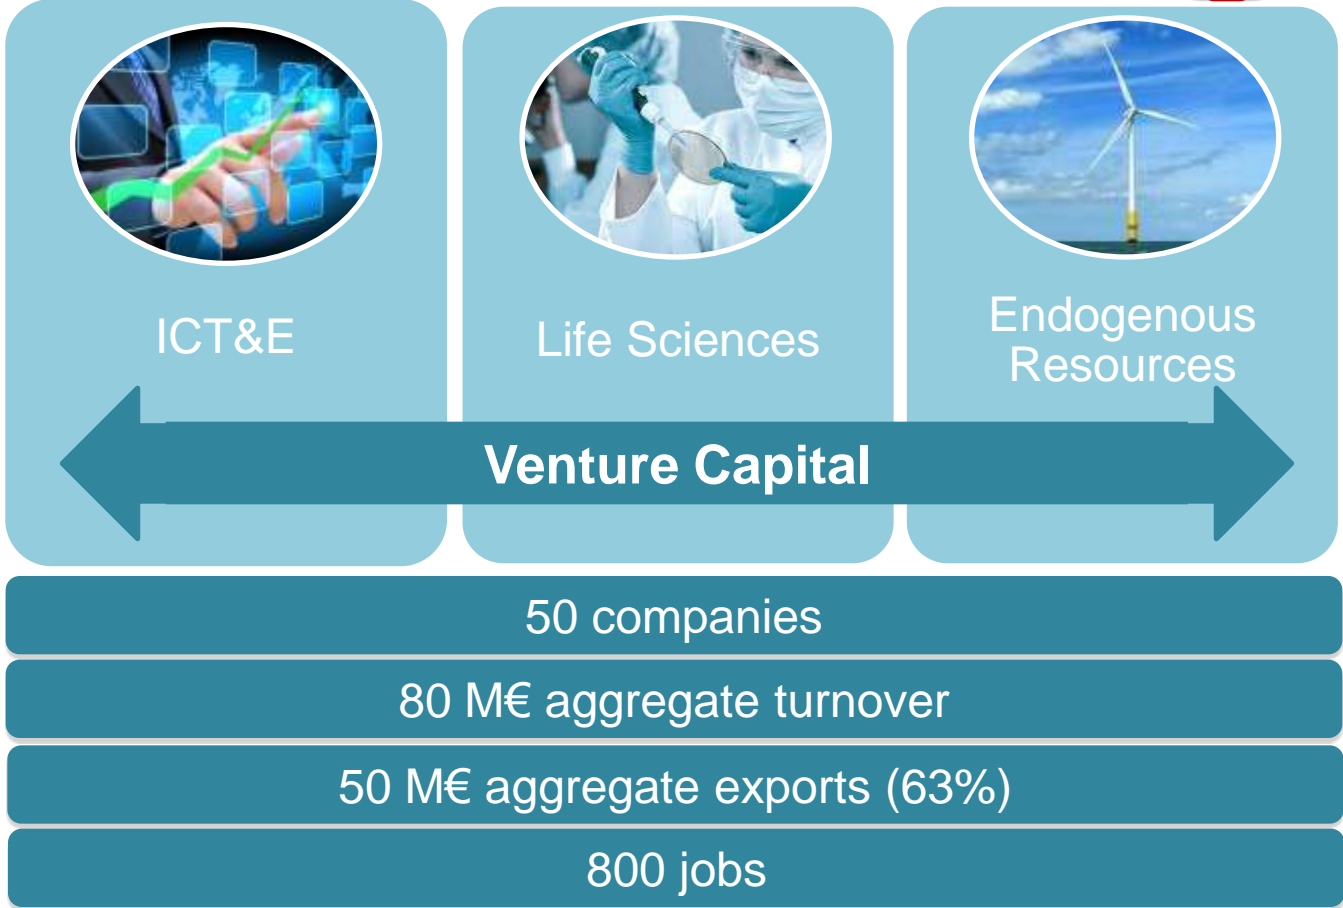 ICT&E
Life Sciences
Endogenous
Resources
Venture Capital
50 companies
80 M€ aggregate turnover
50 M€ aggregate exports (63%)
800 jobs